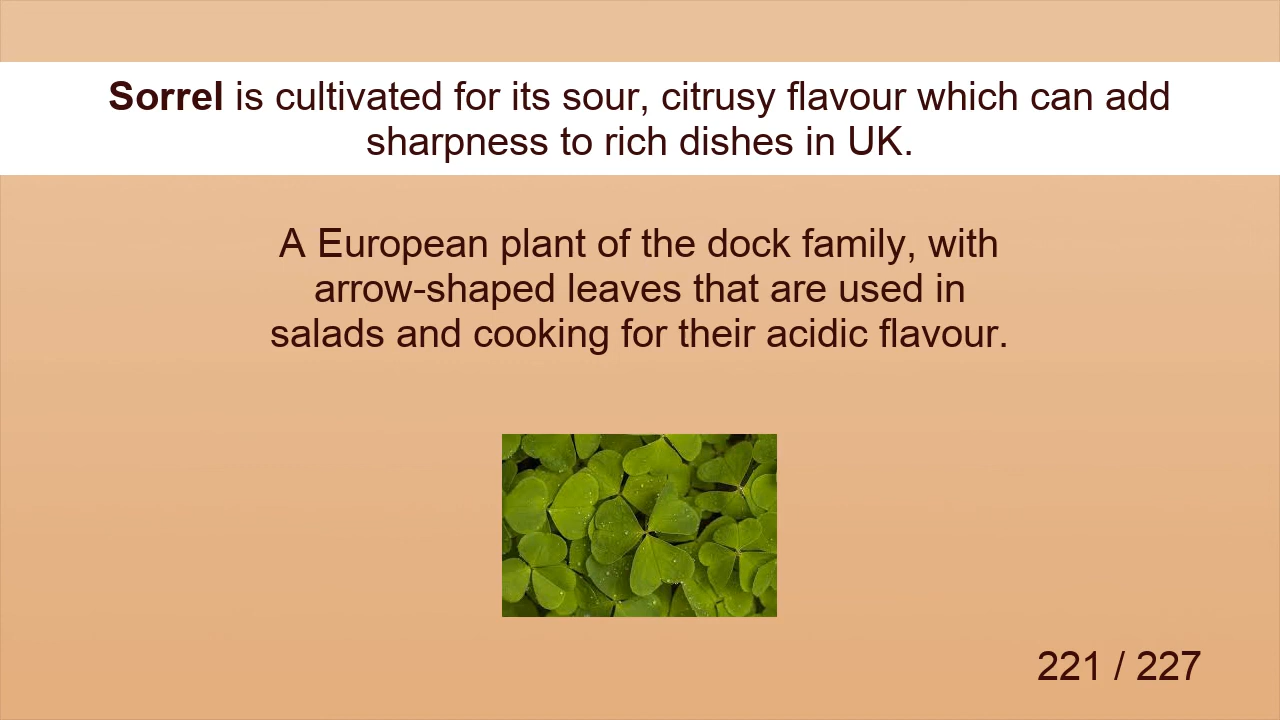 Sorrel is cultivated for its sour, citrusy flavour which can add
sharpness to rich dishes in UK.
A European plant of the dock family, with
arrow-shaped leaves that are used in
salads and cooking for their acidic flavour.
221 / 227